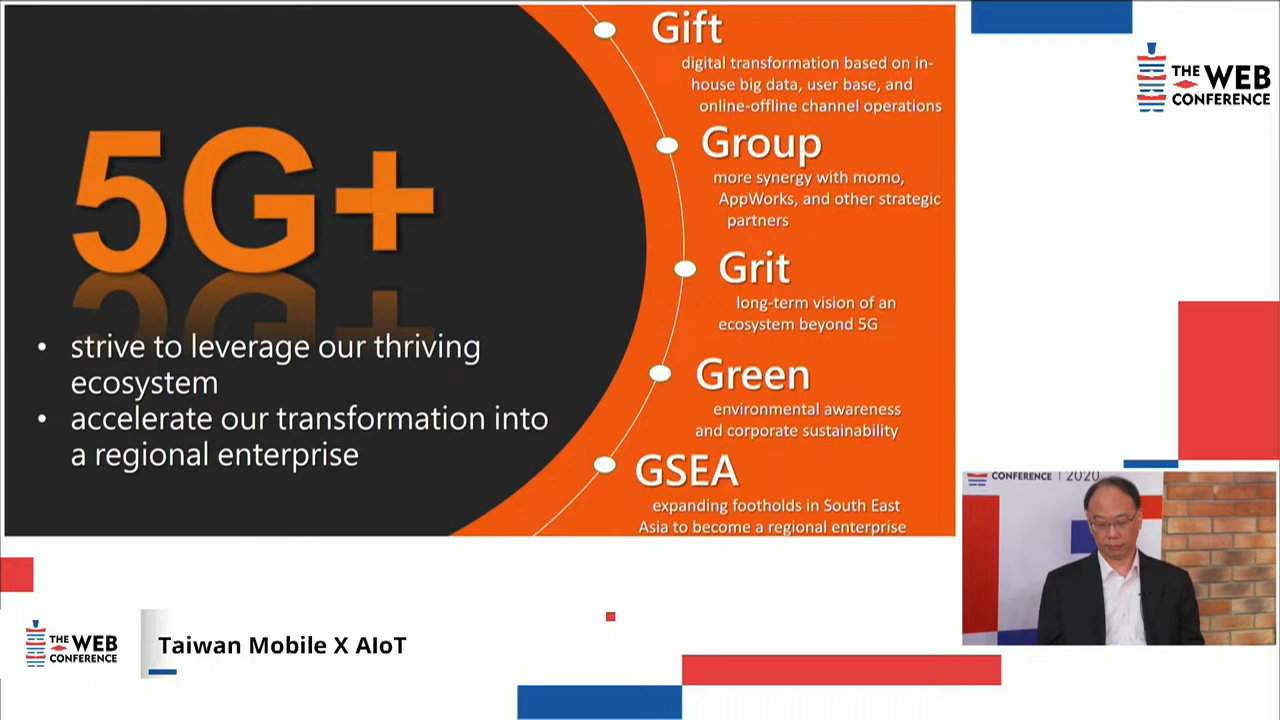 5G+
• strive to leverage our thriving
ecosystem
• accelerate our transformation into
a regional enterprise
Gift
digital transformation based on in-
house big data, user base, and
online-offline channel operations
Group
more synergy with momo,
AppWorks, and other strategic
partners
Grit
long-term vision of an
ecosystem beyond 5G
Green
environmental awareness
and corporate sustainability
GSEA
expanding footholds in South East
Asia to become a regional enterprise
THE WEB
CONFERENCE
CONFERENCE | 2020
THE WEB
CONFERENCE
Taiwan Mobile X AIoT